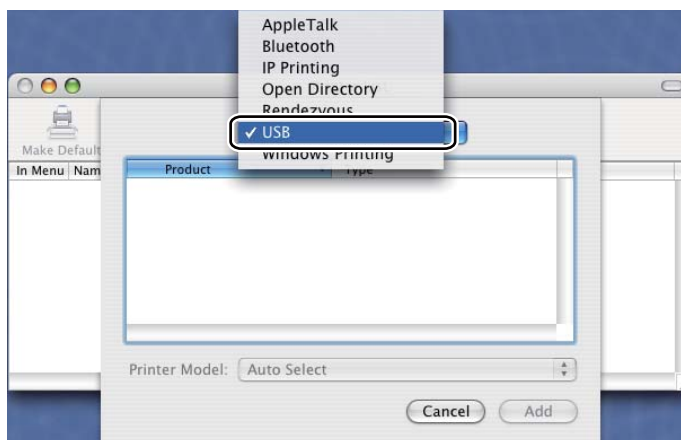 AppleTalk
Bluetooth
IP Printing
Open Directory
Rendezvous
✓ USB
Windows Printing
Make Default
In Menu Nam
Product Type
Printer Model: Auto Select
Cancel Add